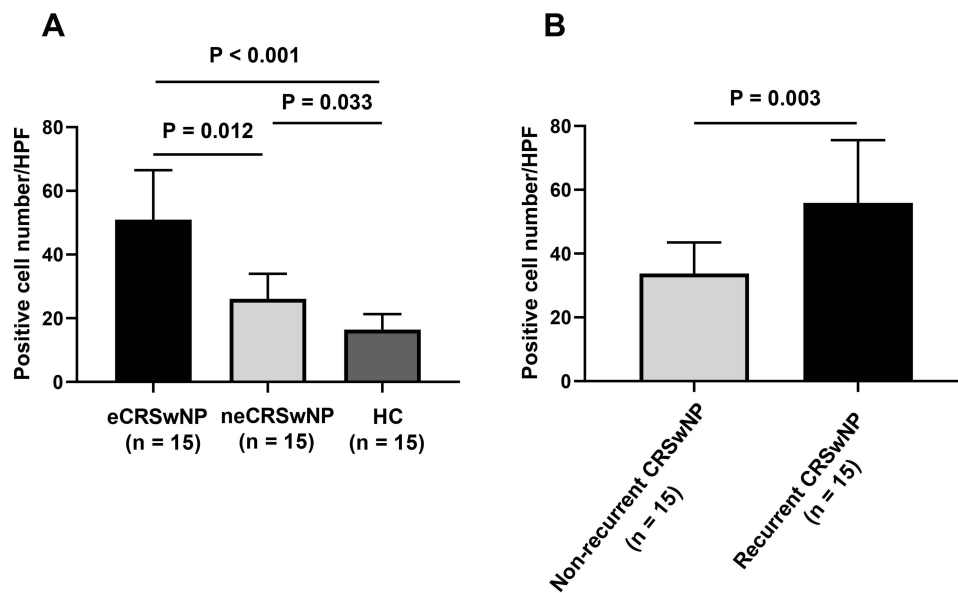 A
P < 0.001
P = 0.033
P = 0.012
Positive cell number/HPF
80
60
40
20
0
eCRSwNP
(n = 15)
neCRSwNP
(n = 15)
HC
(n = 15)
B
P = 0.003
Positive cell number/HPF
80
60
40
20
0
Non-recurrent CRSwNP
(n = 15)
Recurrent CRSwNP
(n = 15)